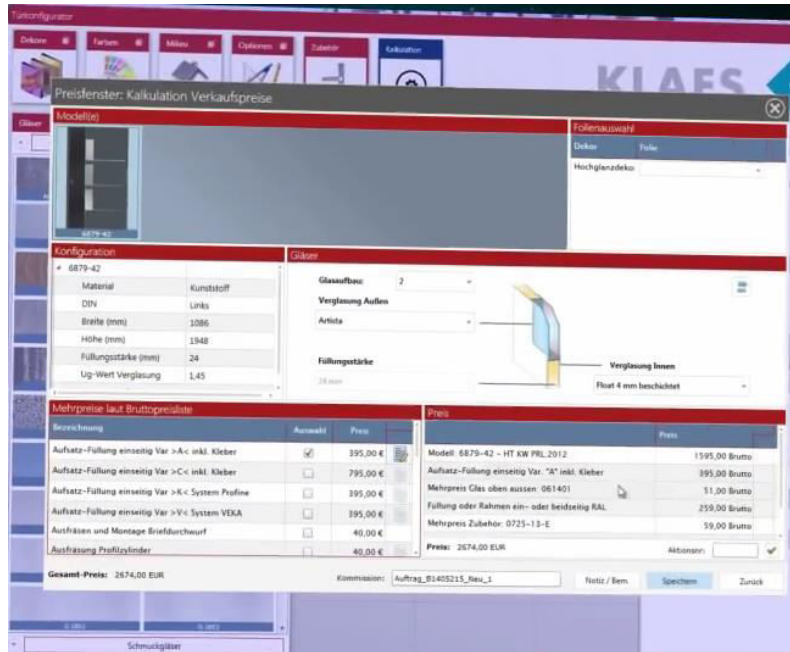 Türkonfigurator
Dekore
Farben
Milieu
Optionen
Zubehör
Kalkulation
KLAES
Preisfenster: Kalkulation Verkaufspreise
Gläser
Modell(e)
6879-42
Folienauswahl
Dekor Folie
Hochglanzdeko
Konfiguration
6879-42
Material Kunststoff
DIN Links
Breite (mm) 1086
Höhe (mm) 1948
Füllungsstärke (mm) 24
Ug-Wert Verglasung 1,45
Gläser
Glasaufbau: 2
Verglasung Außen
Artista
Füllungsstärke
24 mm
Verglasung Innen
Float 4 mm beschichtet
Mehrpreise laut Bruttopreisliste
Bezeichnung Auswahl Preis
Aufsatz-Füllung einseitig Var >A< inkl. Kleber 395,00 €
Aufsatz-Füllung einseitig Var >C< inkl. Kleber 795,00 €
Aufsatz-Füllung einseitig Var >K< System Profine 395,00 €
Aufsatz-Füllung einseitig Var >V< System VEKA 395,00 €
Ausfräsen und Montage Briefdurchwurf 40,00 €
Ausfräsung Profilzylinder 40,00 €
Preis
Preis
Modell: 6879-42 - HT KW PRL 2012 1595,00 Brutto
Aufsatz-Füllung einseitig Var. "A" inkl. Kleber 395,00 Brutto
Mehrpreis Glas oben aussen: 061401 51,00 Brutto
Füllung oder Rahmen ein- oder beidseitig RAL 259,00 Brutto
Mehrpreis Zubehör: 0725-13-E 59,00 Brutto
Preis: 2674,00 EUR Aktionsnr:
Gesamt-Preis: 2674,00 EUR Kommission: Auftrag_B1405215_Neu_1 Notiz / Bem. Speichern Zurück
Schmuckgläser